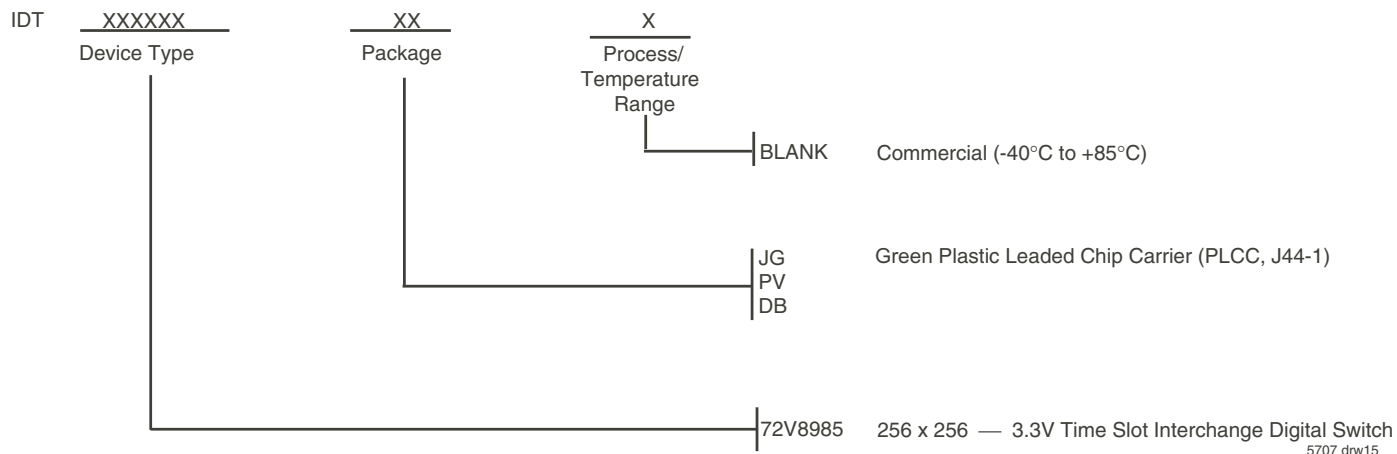 IDT XXXXXX XX X
Device Type Package Process/
Temperature
Range
BLANK Commercial (-40°C to +85°C)
JG Green Plastic Leaded Chip Carrier (PLCC, J44-1)
PV
DB
72V8985 256 x 256 — 3.3V Time Slot Interchange Digital Switch
5707 drw15